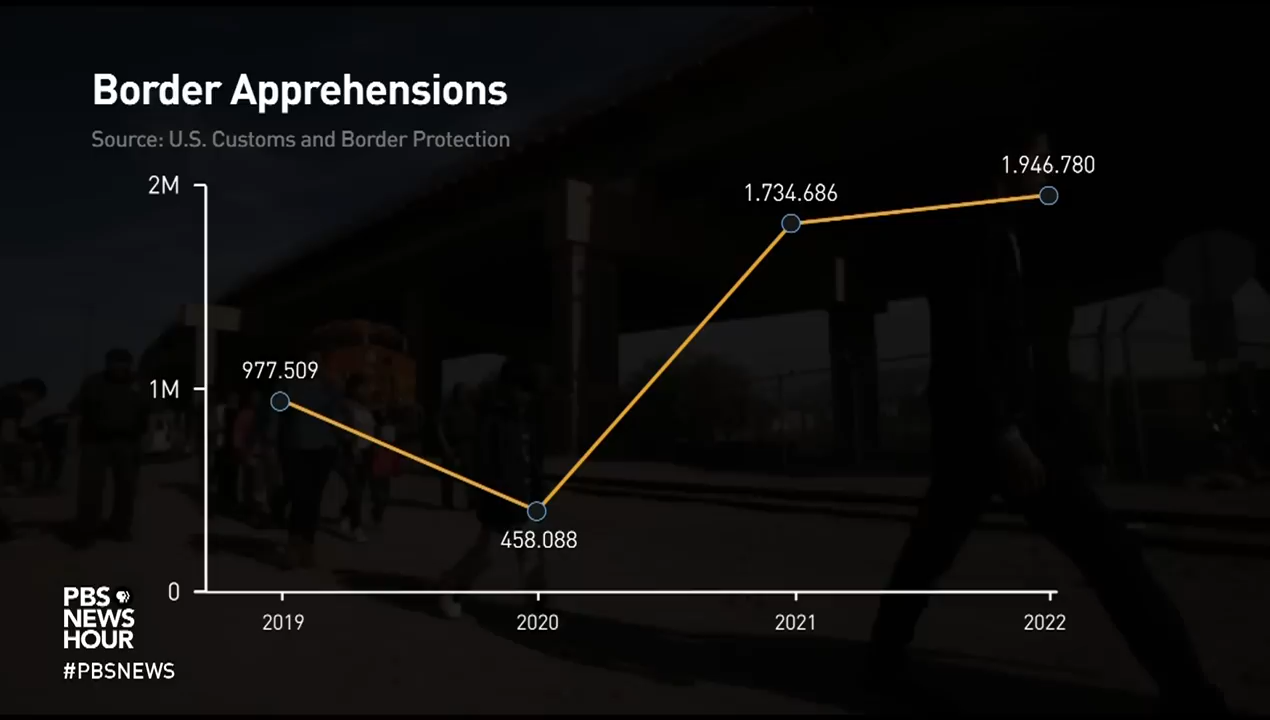 Border Apprehensions
Source: U.S. Customs and Border Protection
2M
1M
0
977.509
458.088
1.734.686
1.946.780
2019
2020
2021
2022
PBS
NEWS
HOUR
#PBSNEWS